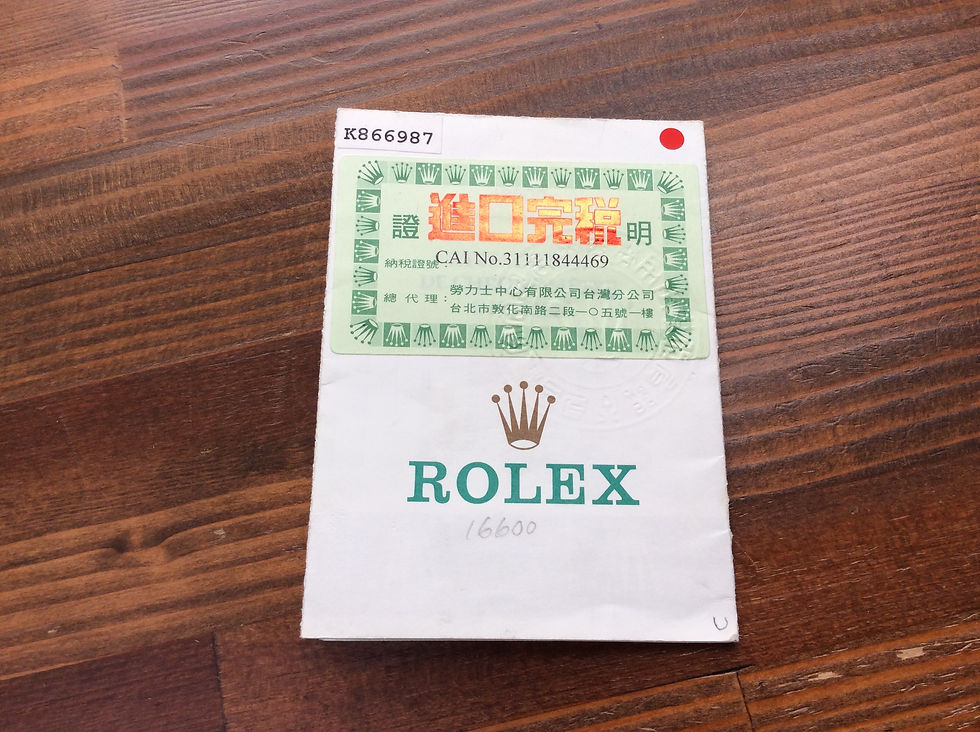 K866987
證 進口完稅 明
納稅證號：CAI No.31111844469
總代理：勞力士中心有限公司台灣分公司
台北市敦化南路二段一〇五號一樓
ROLEX
16600
U